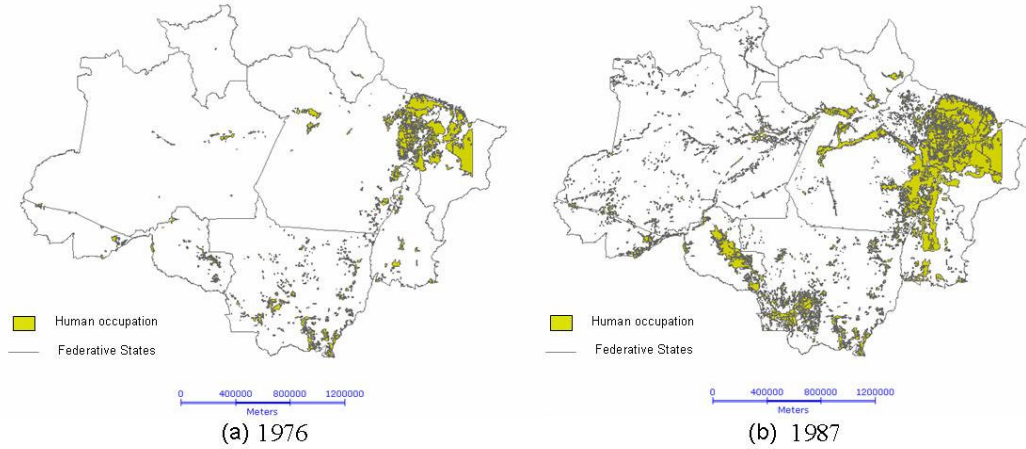 Human occupation
Federative States
0 400000 800000 1200000
Meters
(a) 1976
Human occupation
Federative States
0 400000 800000 1200000
Meters
(b) 1987